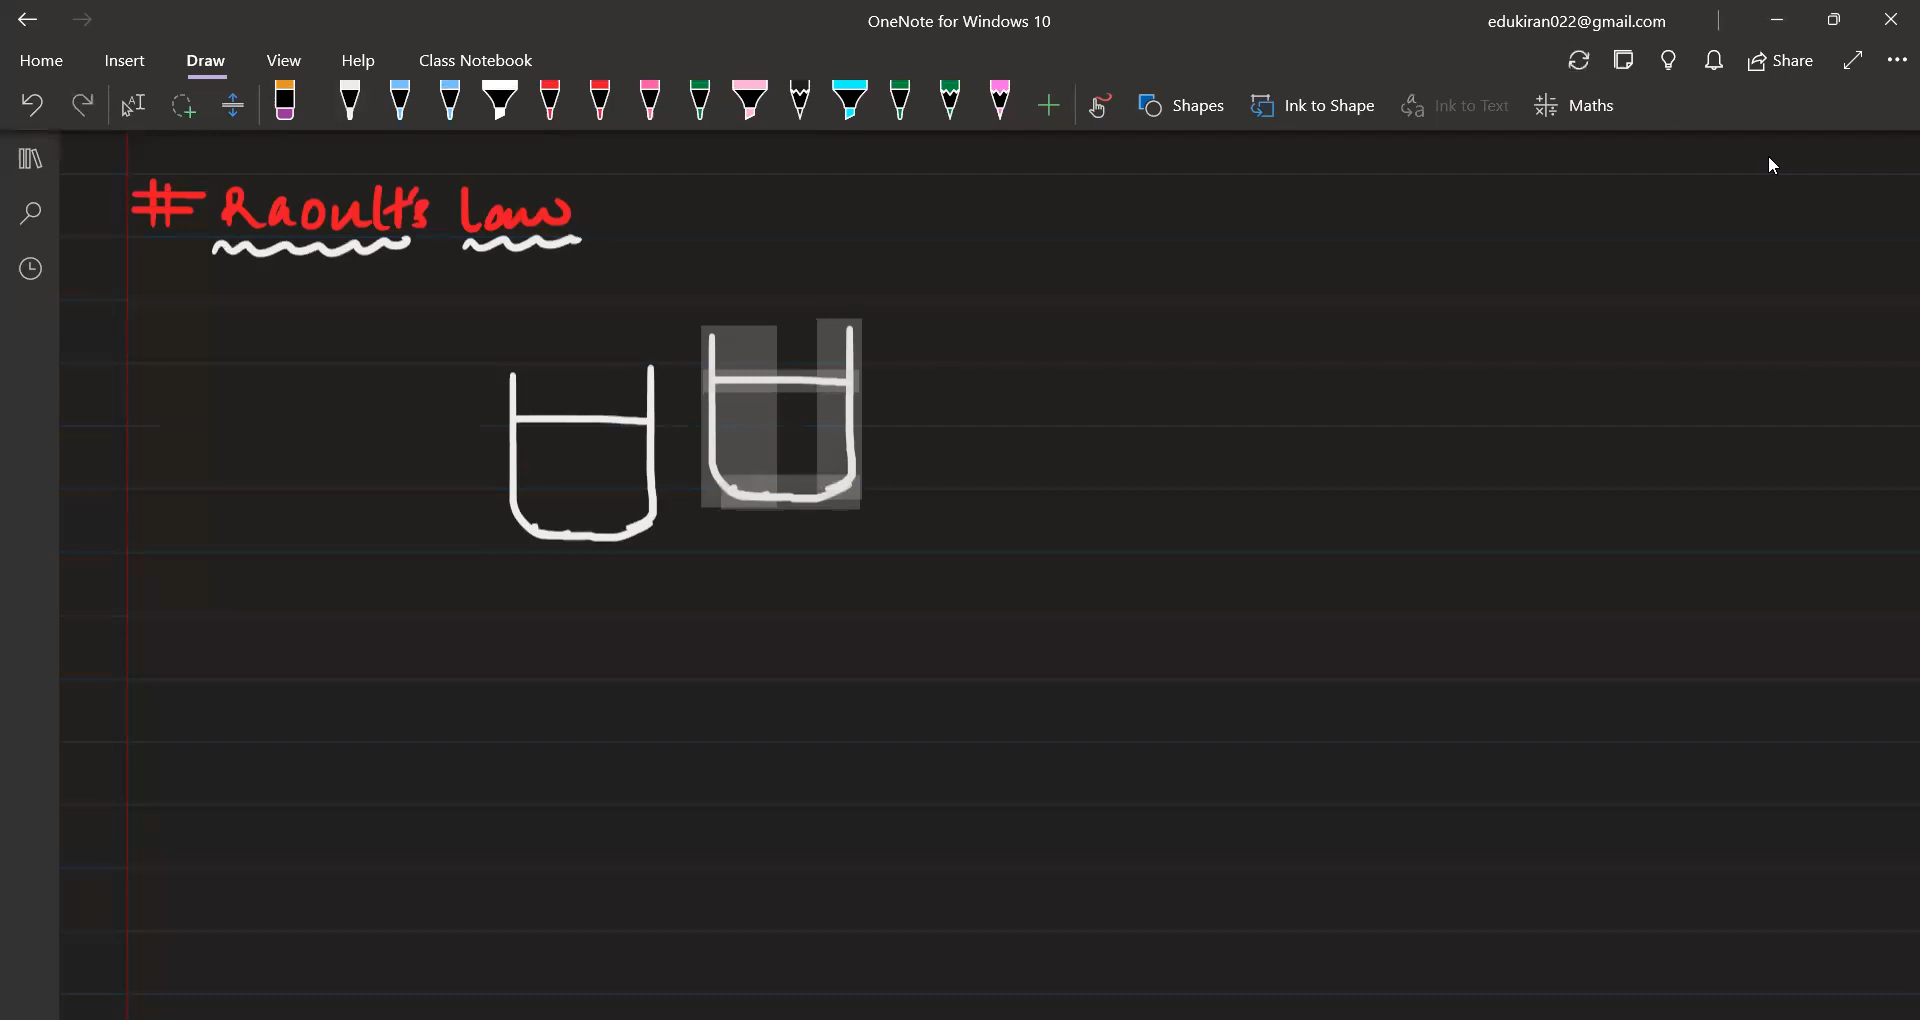 OneNote for Windows 10
edukiran022@gmail.com
Home Insert Draw View Help Class Notebook
Share
Shapes Ink to Shape Ink to Text Maths
# Raoult's Law